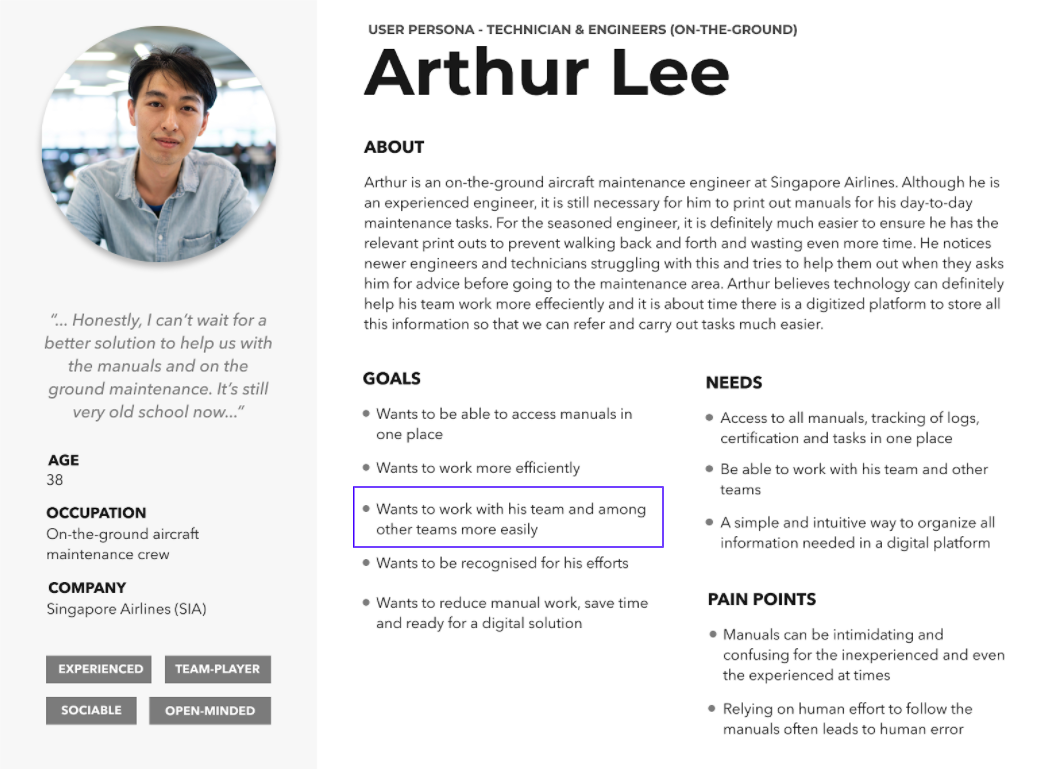 USER PERSONA - TECHNICIAN & ENGINEERS (ON-THE-GROUND)
Arthur Lee
ABOUT
Arthur is an on-the-ground aircraft maintenance engineer at Singapore Airlines. Although he is
an experienced engineer, it is still necessary for him to print out manuals for his day-to-day
maintenance tasks. For the seasoned engineer, it is definitely much easier to ensure he has the
relevant print outs to prevent walking back and forth and wasting even more time. He notices
newer engineers and technicians struggling with this and tries to help them out when they asks
him for advice before going to the maintenance area. Arthur believes technology can definitely
help his team work more effeciently and it is about time there is a digitized platform to store all
this information so that we can refer and carry out tasks much easier.
"... Honestly, I can't wait for a
better solution to help us with
the manuals and on the
ground maintenance. It's still
very old school now..."
AGE
38
OCCUPATION
On-the-ground aircraft
maintenance crew
COMPANY
Singapore Airlines (SIA)
EXPERIENCED
TEAM-PLAYER
SOCIABLE
OPEN-MINDED
GOALS
• Wants to be able to access manuals in
one place
• Wants to work more efficiently
• Wants to work with his team and among
other teams more easily
• Wants to be recognised for his efforts
• Wants to reduce manual work, save time
and ready for a digital solution
NEEDS
• Access to all manuals, tracking of logs,
certification and tasks in one place
• Be able to work with his team and other
teams
• A simple and intuitive way to organize all
information needed in a digital platform
PAIN POINTS
• Manuals can be intimidating and
confusing for the inexperienced and even
the experienced at times
• Relying on human effort to follow the
manuals often leads to human error